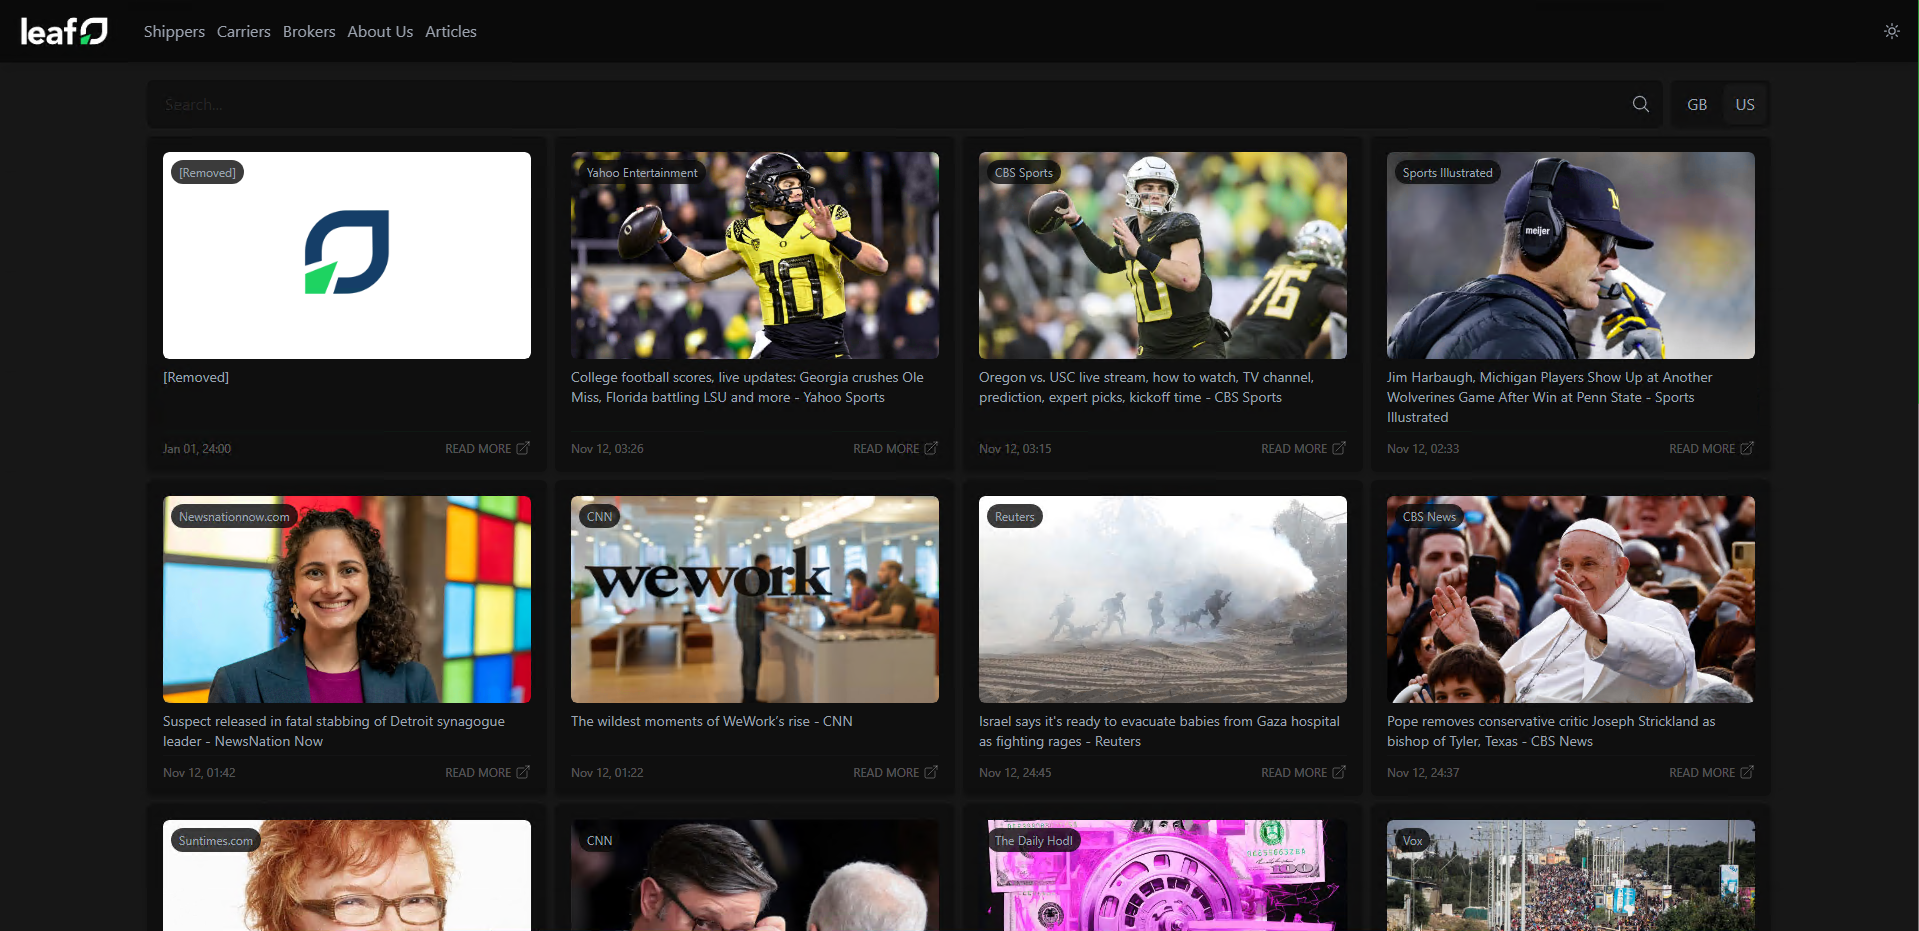 leaf
Shippers Carriers Brokers About Us Articles
Search...
GB US
[Removed]
[Removed]
Jan 01, 24:00 READ MORE
Yahoo Entertainment
10
College football scores, live updates: Georgia crushes Ole
Miss, Florida battling LSU and more - Yahoo Sports
Nov 12, 03:26 READ MORE
CBS Sports
10
76
Oregon vs. USC live stream, how to watch, TV channel,
prediction, expert picks, kickoff time - CBS Sports
Nov 12, 03:15 READ MORE
Sports Illustrated
M
meijer
Jim Harbaugh, Michigan Players Show Up at Another
Wolverines Game After Win at Penn State - Sports
Illustrated
Nov 12, 02:33 READ MORE
Newsnationnow.com
Suspect released in fatal stabbing of Detroit synagogue
leader - NewsNation Now
Nov 12, 01:42 READ MORE
CNN
wework
The wildest moments of WeWork's rise - CNN
Nov 12, 01:22 READ MORE
Reuters
Israel says it's ready to evacuate babies from Gaza hospital
as fighting rages - Reuters
Nov 12, 24:45 READ MORE
CBS News
Pope removes conservative critic Joseph Strickland as
bishop of Tyler, Texas - CBS News
Nov 12, 24:37 READ MORE
Suntimes.com
CNN
The Daily Hodl
100
Vox